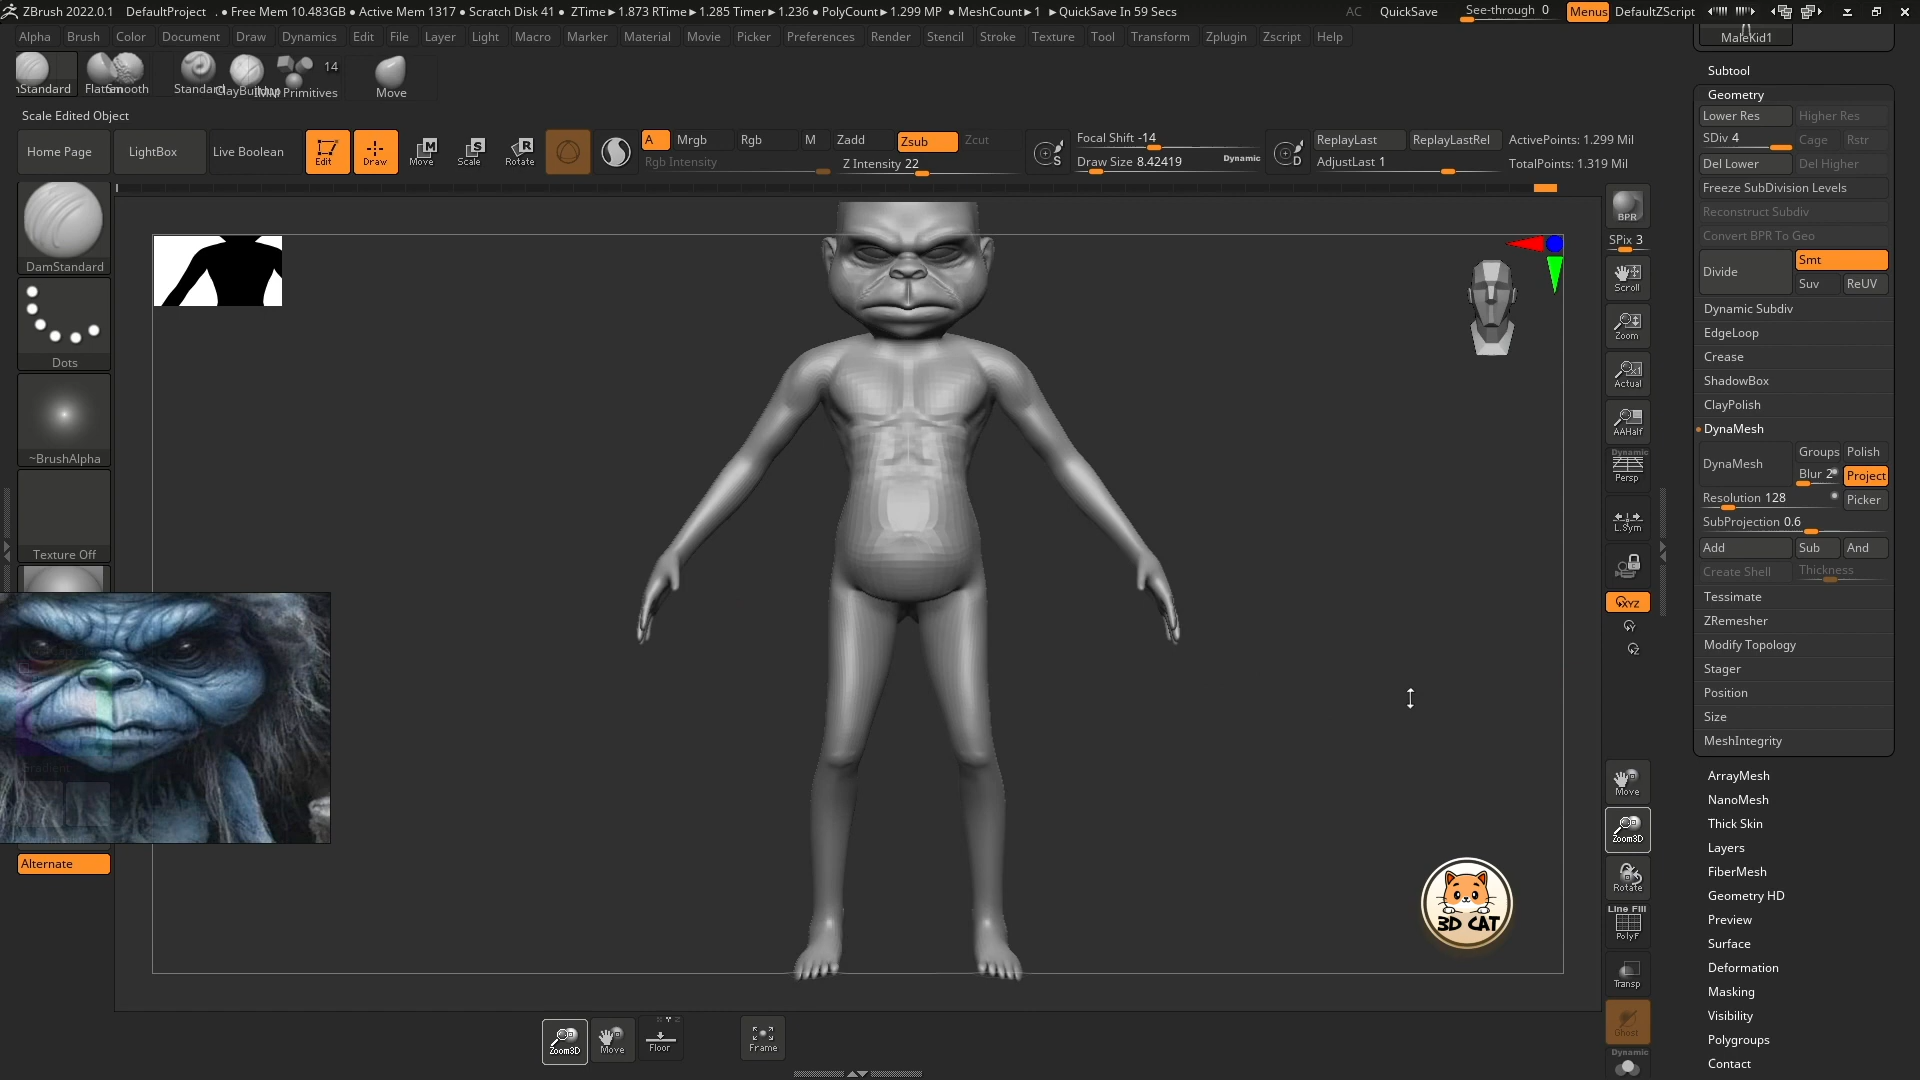 ZBrush 2022.0.1 DefaultProject . • Free Mem 10.483GB • Active Mem 1317 • Scratch Disk 41 • ZTime►1.873 RTime►1.285 Timer►1.236 • PolyCount►1.299 MP • MeshCount►1 ►QuickSave In 59 Secs AC QuickSave See-through 0 Menus DefaultZScript
Alpha Brush Color Document Draw Dynamics Edit File Layer Light Macro Marker Material Movie Picker Preferences Render Stencil Stroke Texture Tool Transform Zplugin Zscript Help
MaleKid1
14
Standard Smooth Standard Primitives Move
Scale Edited Object
Home Page LightBox Live Boolean Edit Draw Move Scale Rotate
A Mrgb Rgb M Zadd Zsub Zcut
Rgb Intensity Z Intensity 22
Focal Shift -14
Draw Size 8.42419 Dynamic
ReplayLast ReplayLastRel ActivePoints: 1.299 Mil
AdjustLast 1 TotalPoints: 1.319 Mil
DamStandard
Dots
~BrushAlpha
Texture Off
Gradient
Alternate
3D CAT
BPR
SPix 3
Scroll
Zoom
Actual
AAHalf
Dynamic
Persp
L.Sym
XYZ
Y
Z
Move
Zoom3D
Rotate
Line Fill
PolyF
Transp
Ghost
Dynamic
Zoom3D Move Floor Frame
Subtool
Geometry
Lower Res Higher Res
SDiv 4 Cage Rstr
Del Lower Del Higher
Freeze SubDivision Levels
Reconstruct Subdiv
Convert BPR To Geo
Divide Smt
Suv ReUV
Dynamic Subdiv
EdgeLoop
Crease
ShadowBox
ClayPolish
DynaMesh
DynaMesh Groups Polish
Blur 2 Project
Resolution 128 Picker
SubProjection 0.6
Add Sub And
Create Shell Thickness
Tessimate
ZRemesher
Modify Topology
Stager
Position
Size
MeshIntegrity
ArrayMesh
NanoMesh
Thick Skin
Layers
FiberMesh
Geometry HD
Preview
Surface
Deformation
Masking
Visibility
Polygroups
Contact